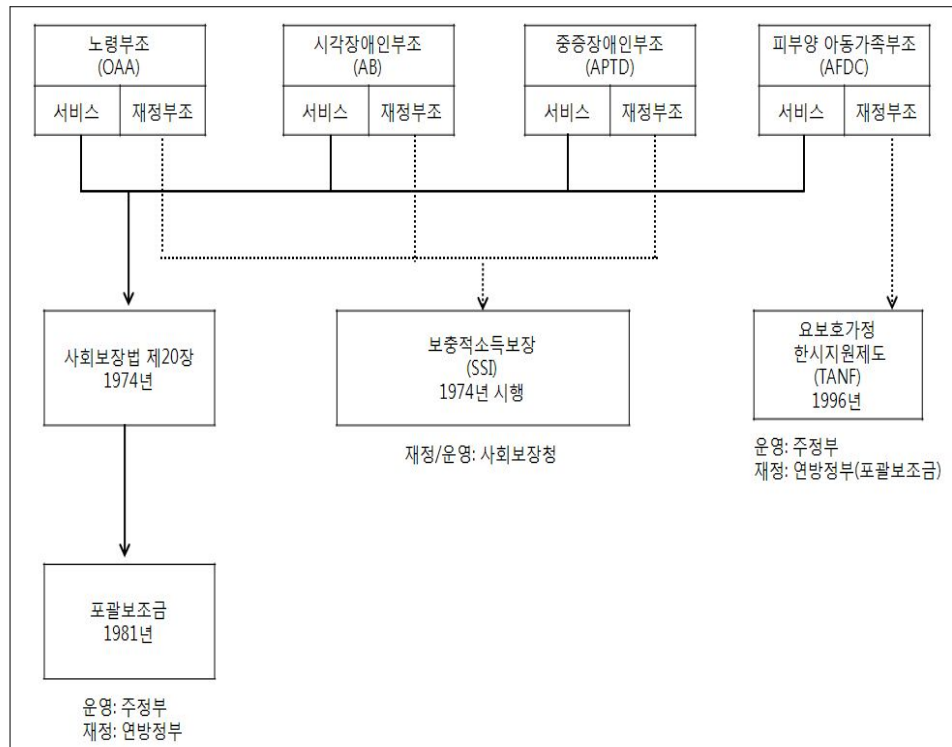 노령부조
(OAA)
시각장애인부조
(AB)
중증장애인부조
(APTD)
피부양 아동가족부조
(AFDC)
서비스
재정부조
서비스
재정부조
서비스
재정부조
서비스
재정부조
사회보장법 제20장
1974년
보충적소득보장
(SSI)
1974년 시행
요보호가정
한시지원제도
(TANF)
1996년
재정/운영: 사회보장청
운영: 주정부
재정: 연방정부(포괄보조금)
포괄보조금
1981년
운영: 주정부
재정: 연방정부